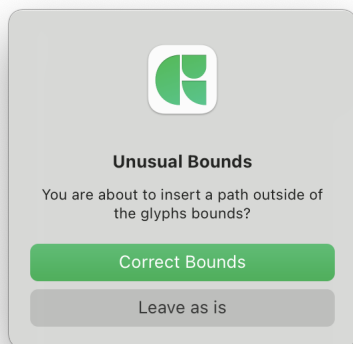 Unusual Bounds
You are about to insert a path outside of
the glyphs bounds?
Correct Bounds
Leave as is